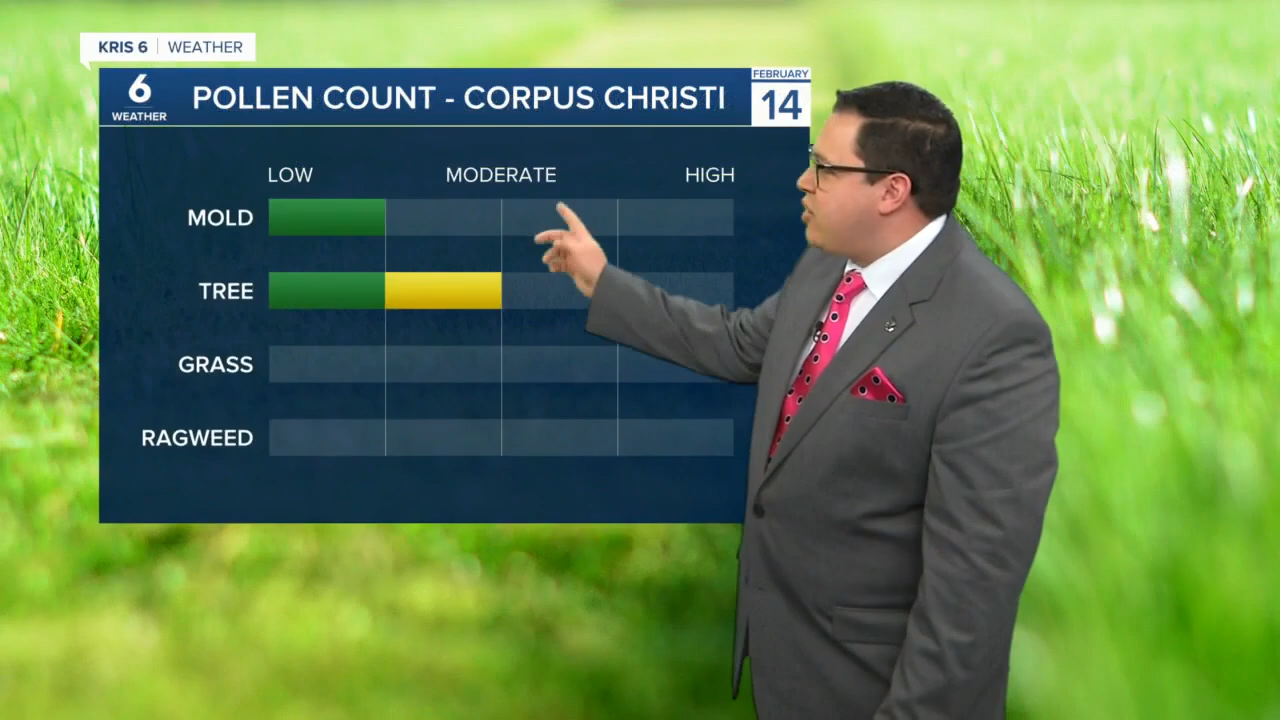 KRIS 6 WEATHER
6
WEATHER
POLLEN COUNT - CORPUS CHRISTI
FEBRUARY
14
LOW MODERATE HIGH
MOLD
TREE
GRASS
RAGWEED